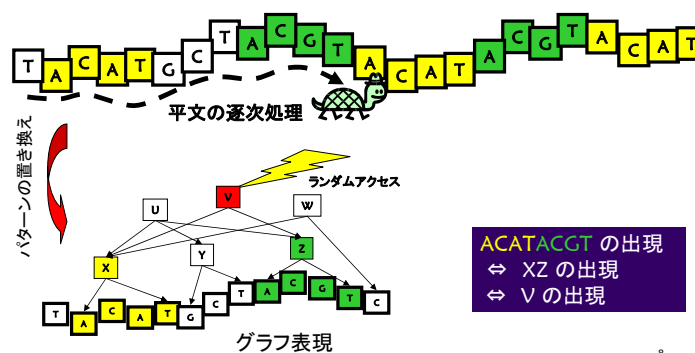 T A C A T G C T A C G T A C A T A C G T A C A T
平文の逐次処理
パターンの置き換え
ランダムアクセス
U V W
X Y Z
T A C A T G C T A C G T C
グラフ表現
ACATACGT の出現
⇔ XZ の出現
⇔ V の出現